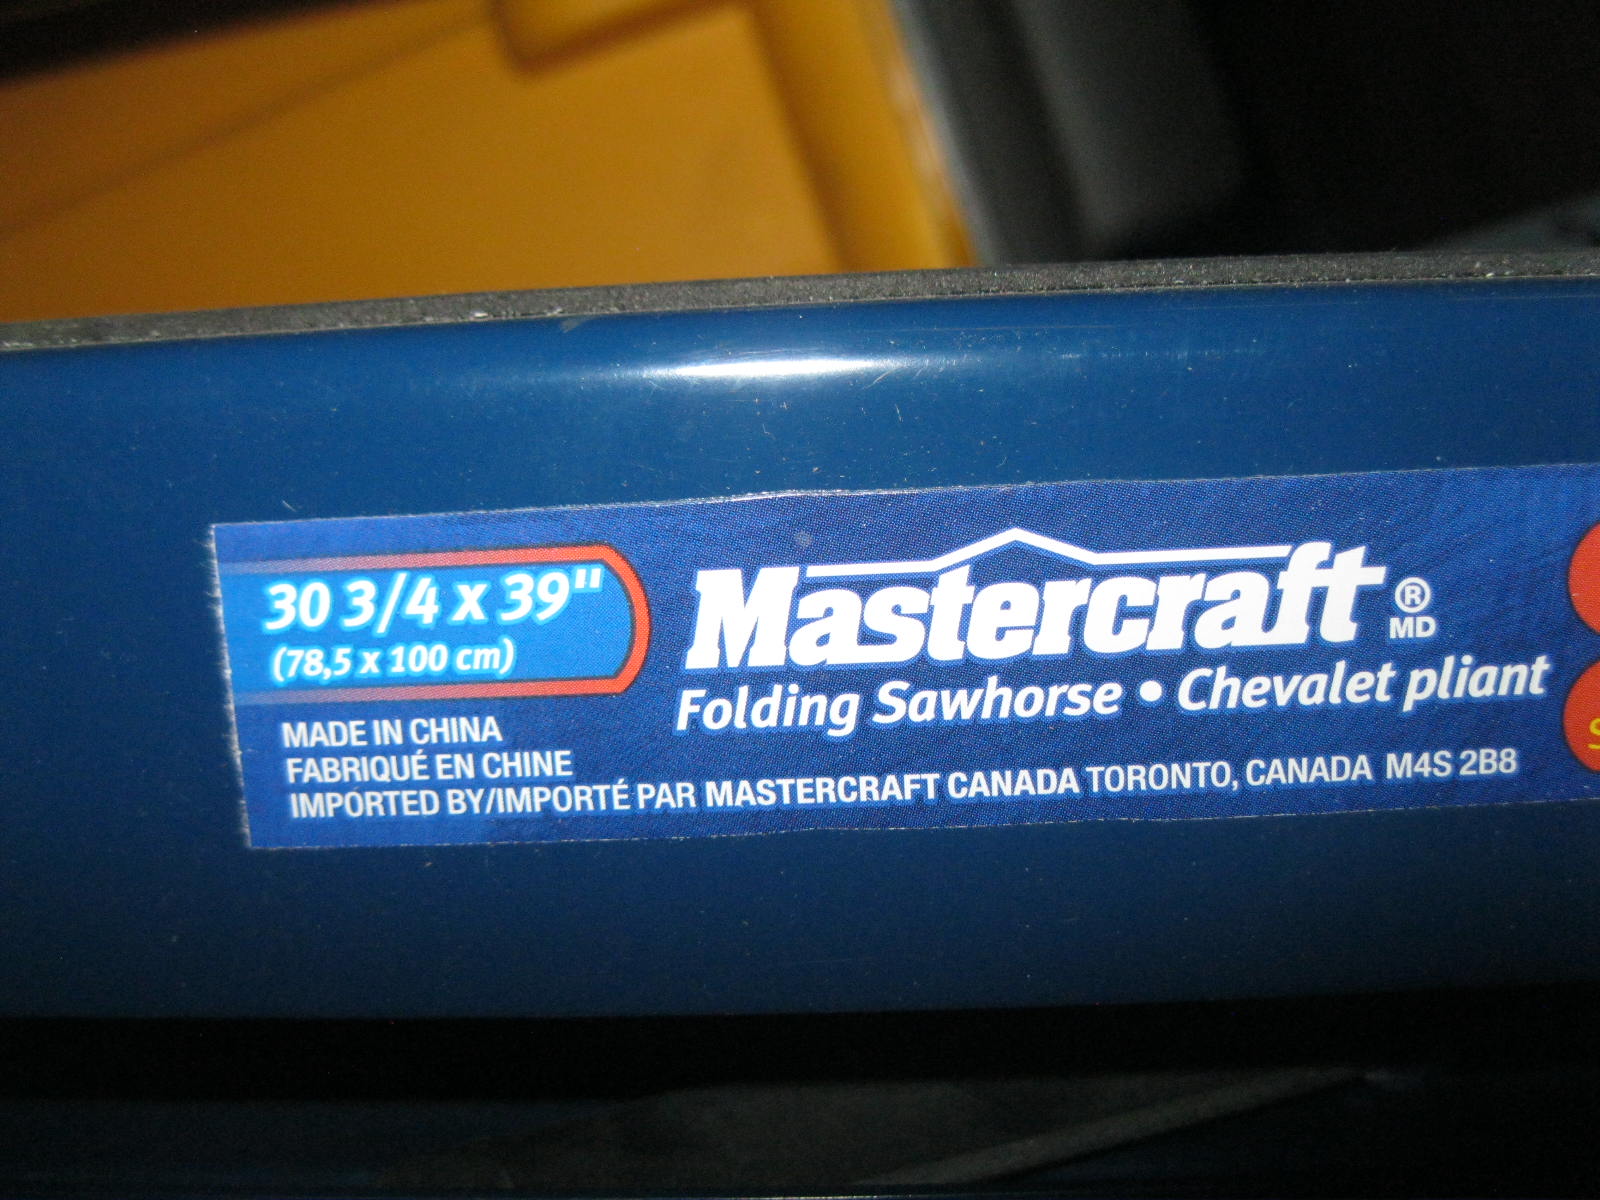 30 3/4 x 39"
(78,5 x 100 cm)
MADE IN CHINA
FABRIQUÉ EN CHINE
IMPORTED BY/IMPORTÉ PAR MASTERCRAFT CANADA TORONTO, CANADA M4S 2B8
Mastercraft ® MD
Folding Sawhorse • Chevalet pliant